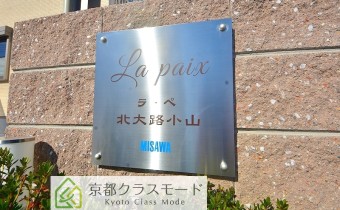 La paix
ラ・ペ
北大路小山
MISAWA
京都クラスモード
Kyoto Class Mode